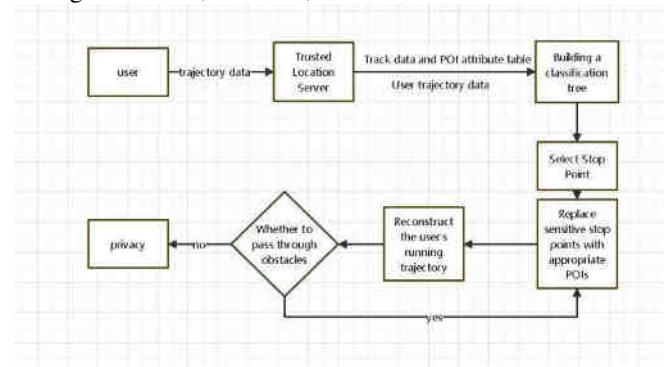 user
trajectory data
Trusted
Location
Server
Track data and POI attribute table
User trajectory data
Building a
classification
tree
Select Stop
Point
Replace
sensitive stop
points with
appropriate
POIs
Reconstruct
the user's
running
trajectory
Whether to
pass through
obstacles
no
privacy
yes